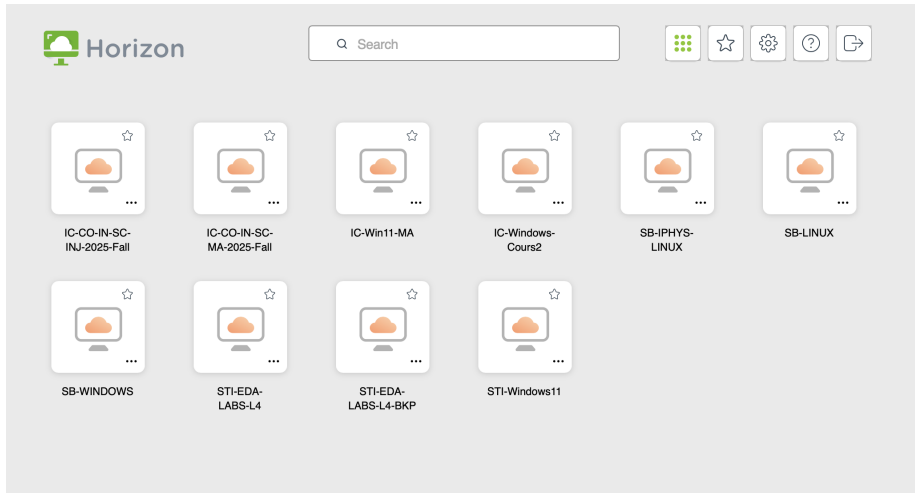 Horizon
Search
?
IC-CO-IN-SC-
INJ-2025-Fall
IC-CO-IN-SC-
MA-2025-Fall
IC-Win11-MA
IC-Windows-
Cours2
SB-IPHYS-
LINUX
SB-LINUX
SB-WINDOWS
STI-EDA-
LABS-L4
STI-EDA-
LABS-L4-BKP
STI-Windows11